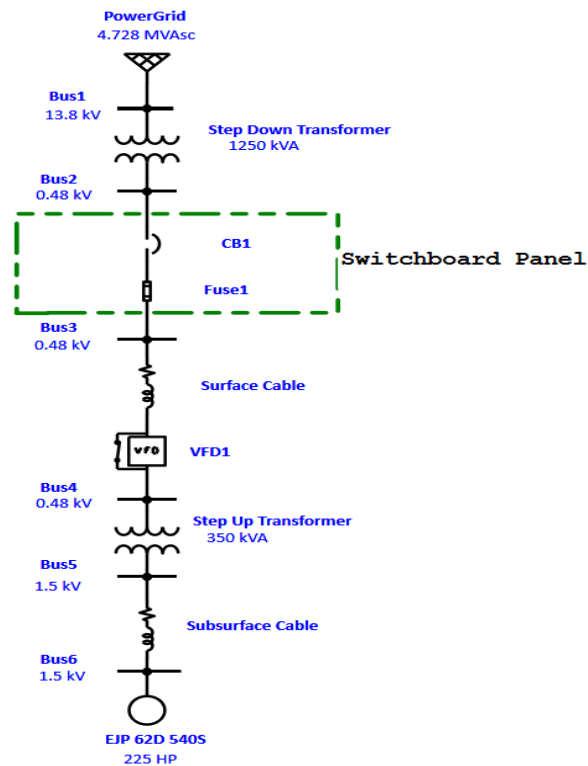 PowerGrid
4.728 MVAsc
Bus1
13.8 kV
Step Down Transformer
1250 kVA
Bus2
0.48 kV
CB1
Switchboard Panel
Fuse1
Bus3
0.48 kV
Surface Cable
VFD
VFD1
Bus4
0.48 kV
Step Up Transformer
350 kVA
Bus5
1.5 kV
Subsurface Cable
Bus6
1.5 kV
EJP 62D 540S
225 HP